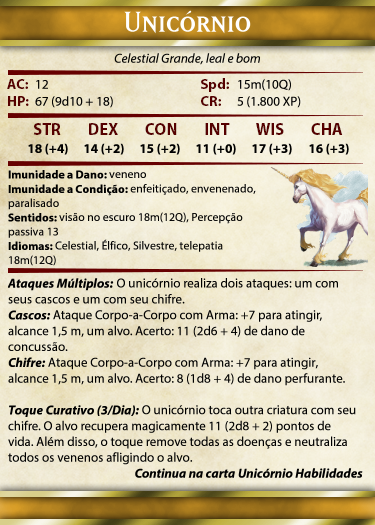 UNICÓRNIO
Celestial Grande, leal e bom
AC: 12 Spd: 15m(10Q)
HP: 67 (9d10 + 18) CR: 5 (1.800 XP)
STR DEX CON INT WIS CHA
18 (+4) 14 (+2) 15 (+2) 11 (+0) 17 (+3) 16 (+3)
Imunidade a Dano: veneno
Imunidade a Condição: enfeitiçado, envenenado,
paralisado
Sentidos: visão no escuro 18m(12Q), Percepção
passiva 13
Idiomas: Celestial, Élfico, Silvestre, telepatia
18m(12Q)
Ataques Múltiplos: O unicórnio realiza dois ataques: um com
seus cascos e um com seu chifre.
Cascos: Ataque Corpo-a-Corpo com Arma: +7 para atingir,
alcance 1,5 m, um alvo. Acerto: 11 (2d6 + 4) de dano de
concussão.
Chifre: Ataque Corpo-a-Corpo com Arma: +7 para atingir,
alcance 1,5 m, um alvo. Acerto: 8 (1d8 + 4) de dano perfurante.
Toque Curativo (3/Dia): O unicórnio toca outra criatura com seu
chifre. O alvo recupera magicamente 11 (2d8 + 2) pontos de
vida. Além disso, o toque remove todas as doenças e neutraliza
todos os venenos afligindo o alvo.
Continua na carta Unicórnio Habilidades